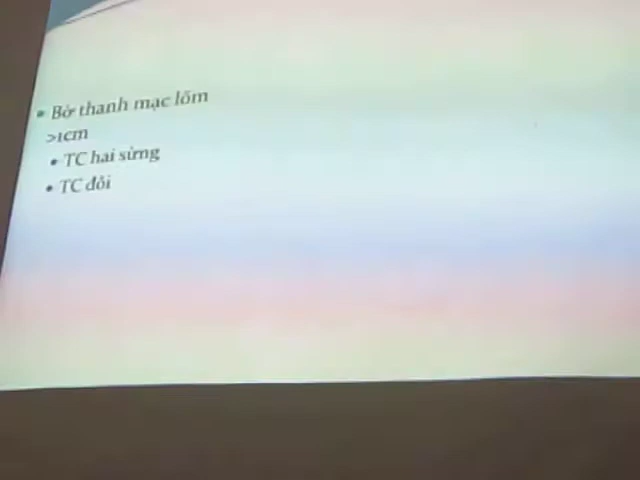 • Bờ thanh mạc lõm
>1cm
• TC hai sừng
• TC đôi